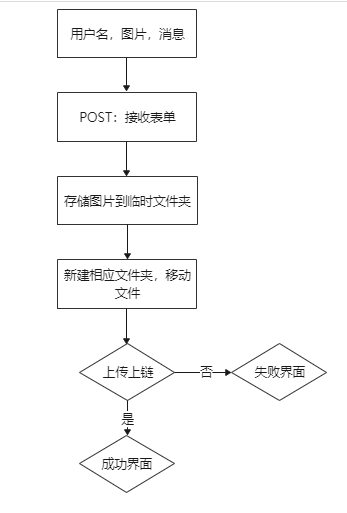 用户名，图片，消息
POST：接收表单
存储图片到临时文件夹
新建相应文件夹，移动
文件
上传上链
否
失败界面
是
成功界面